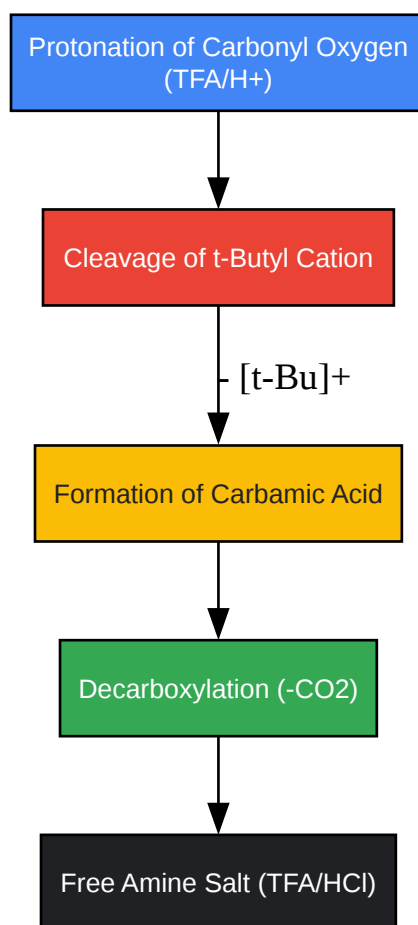 Protonation of Carbonyl Oxygen
(TFA/H+)
Cleavage of t-Butyl Cation
- [t-Bu]+
Formation of Carbamic Acid
Decarboxylation (-CO2)
Free Amine Salt (TFA/HCl)